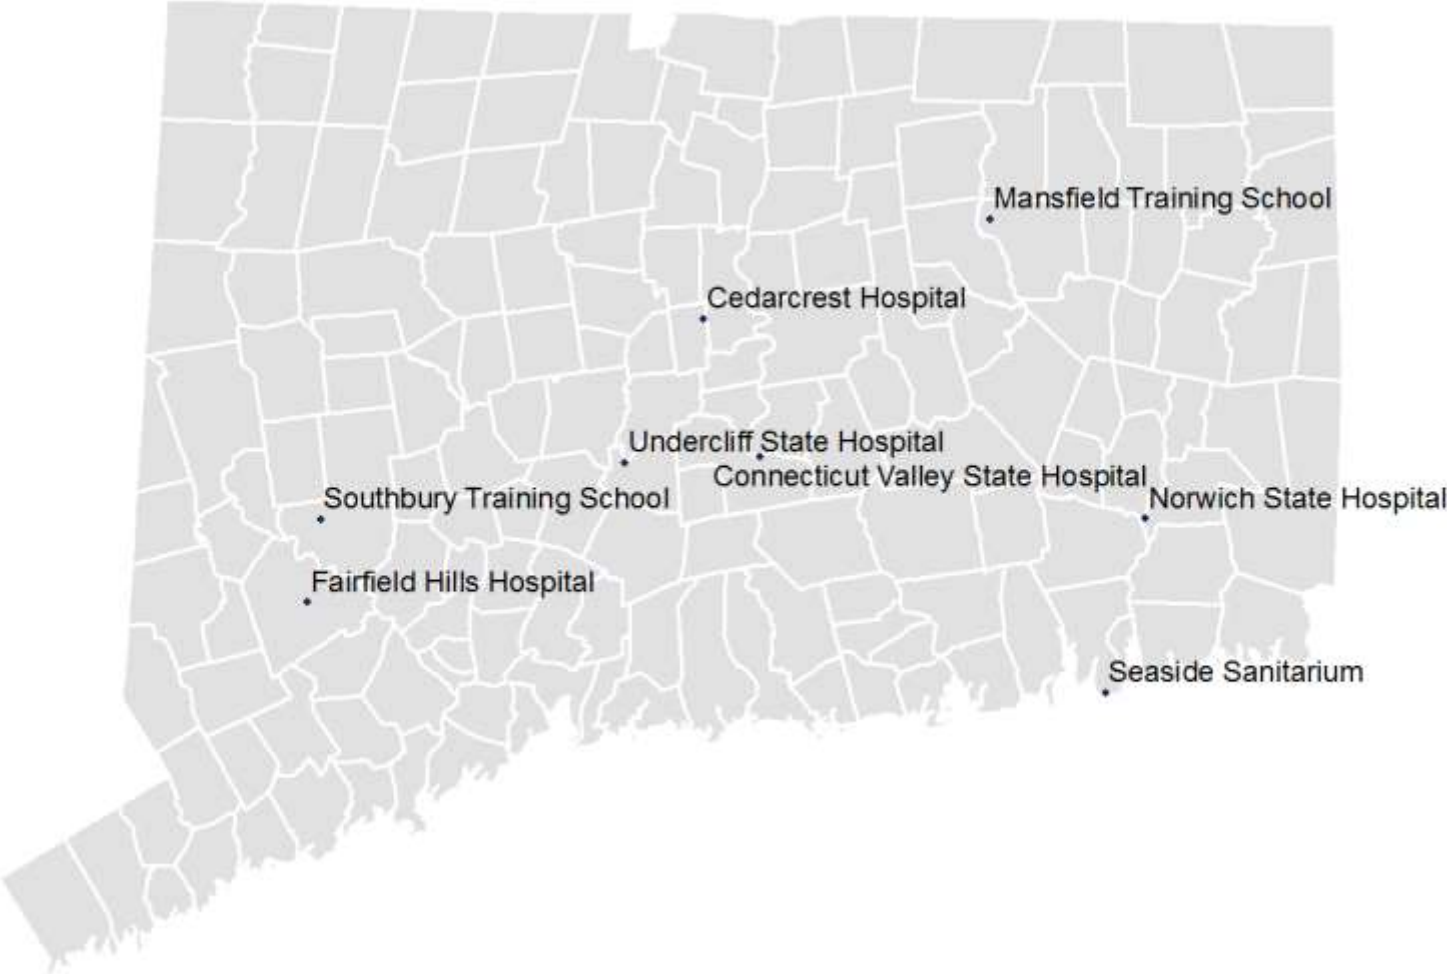 Mansfield Training School
Cedarcrest Hospital
Undercliff State Hospital
Connecticut Valley State Hospital
Southbury Training School
Norwich State Hospital
Fairfield Hills Hospital
Seaside Sanitarium